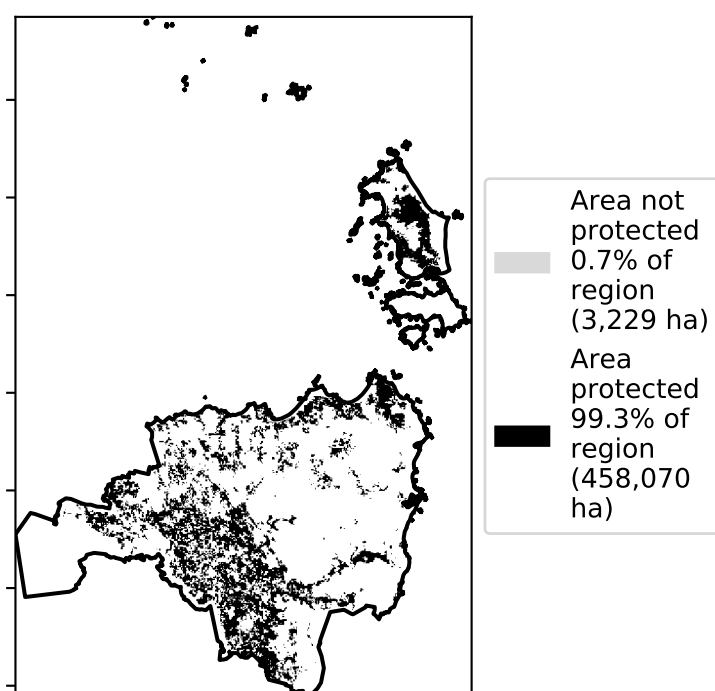 Area not
protected
0.7% of
region
(3,229 ha)
Area
protected
99.3% of
region
(458,070
ha)